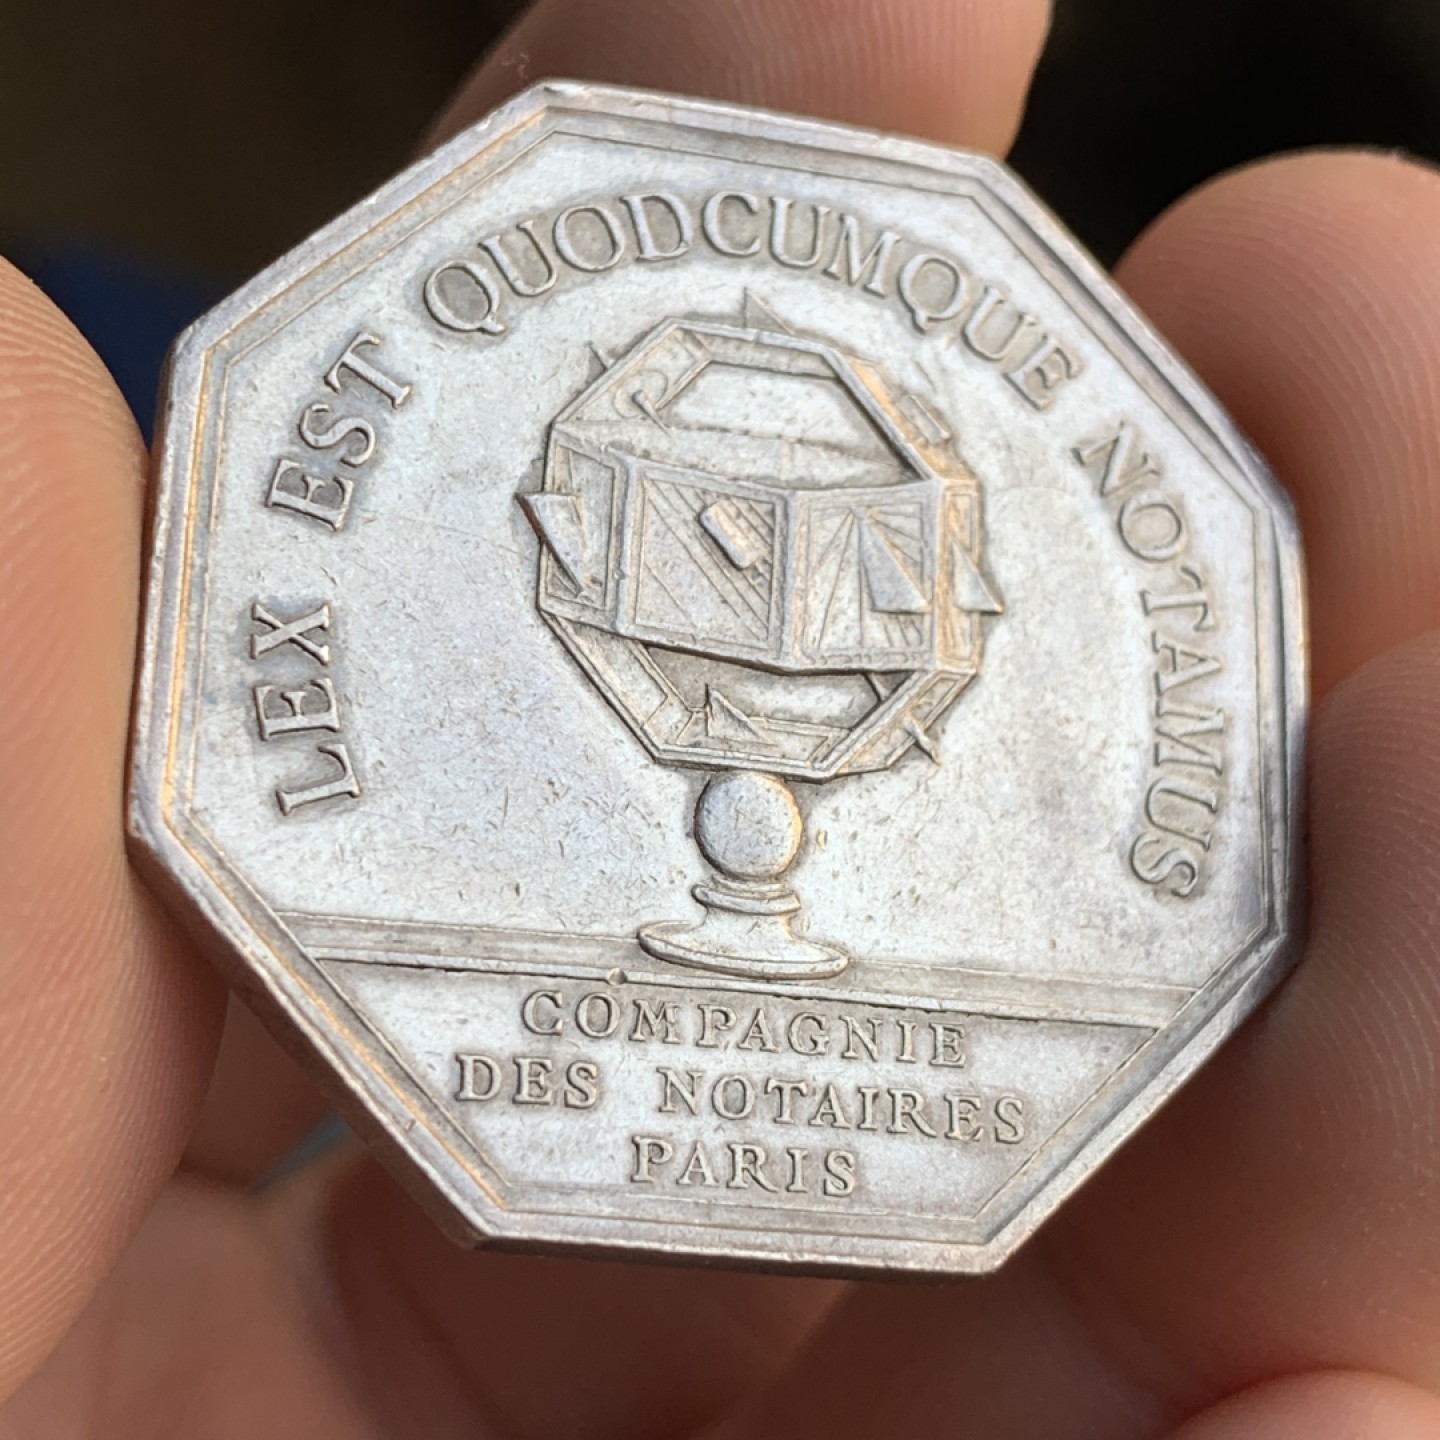 LEX EST QUODCUMQUE NOTAMUS
COMPAGNIE
DES NOTAIRES
PARIS